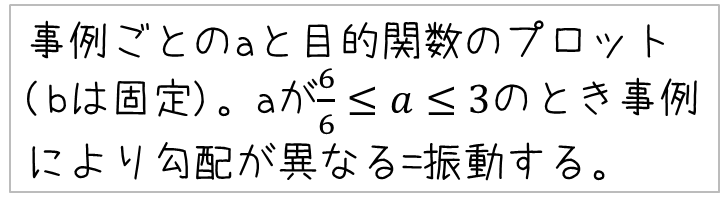 事例ごとのaと目的関数のプロット
(bは固定)。aが6/6 ≤ a ≤ 3のとき事例
により勾配が異なる=振動する。